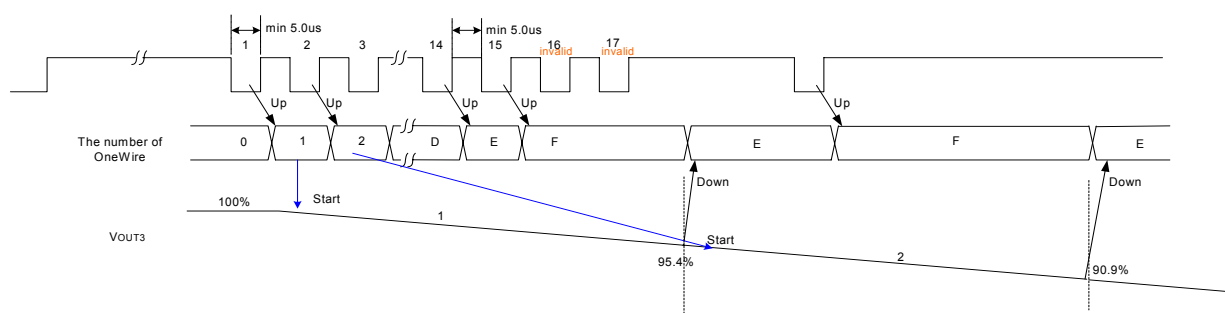 min 5.0us min 5.0us
1 2 3 14 15 16 17
invalid invalid
Up Up Up Up Up
The number of OneWire
0 1 2 D E F E F E
Down Down
Start
100% 1
VOUT3
Start
95.4% 2 90.9%